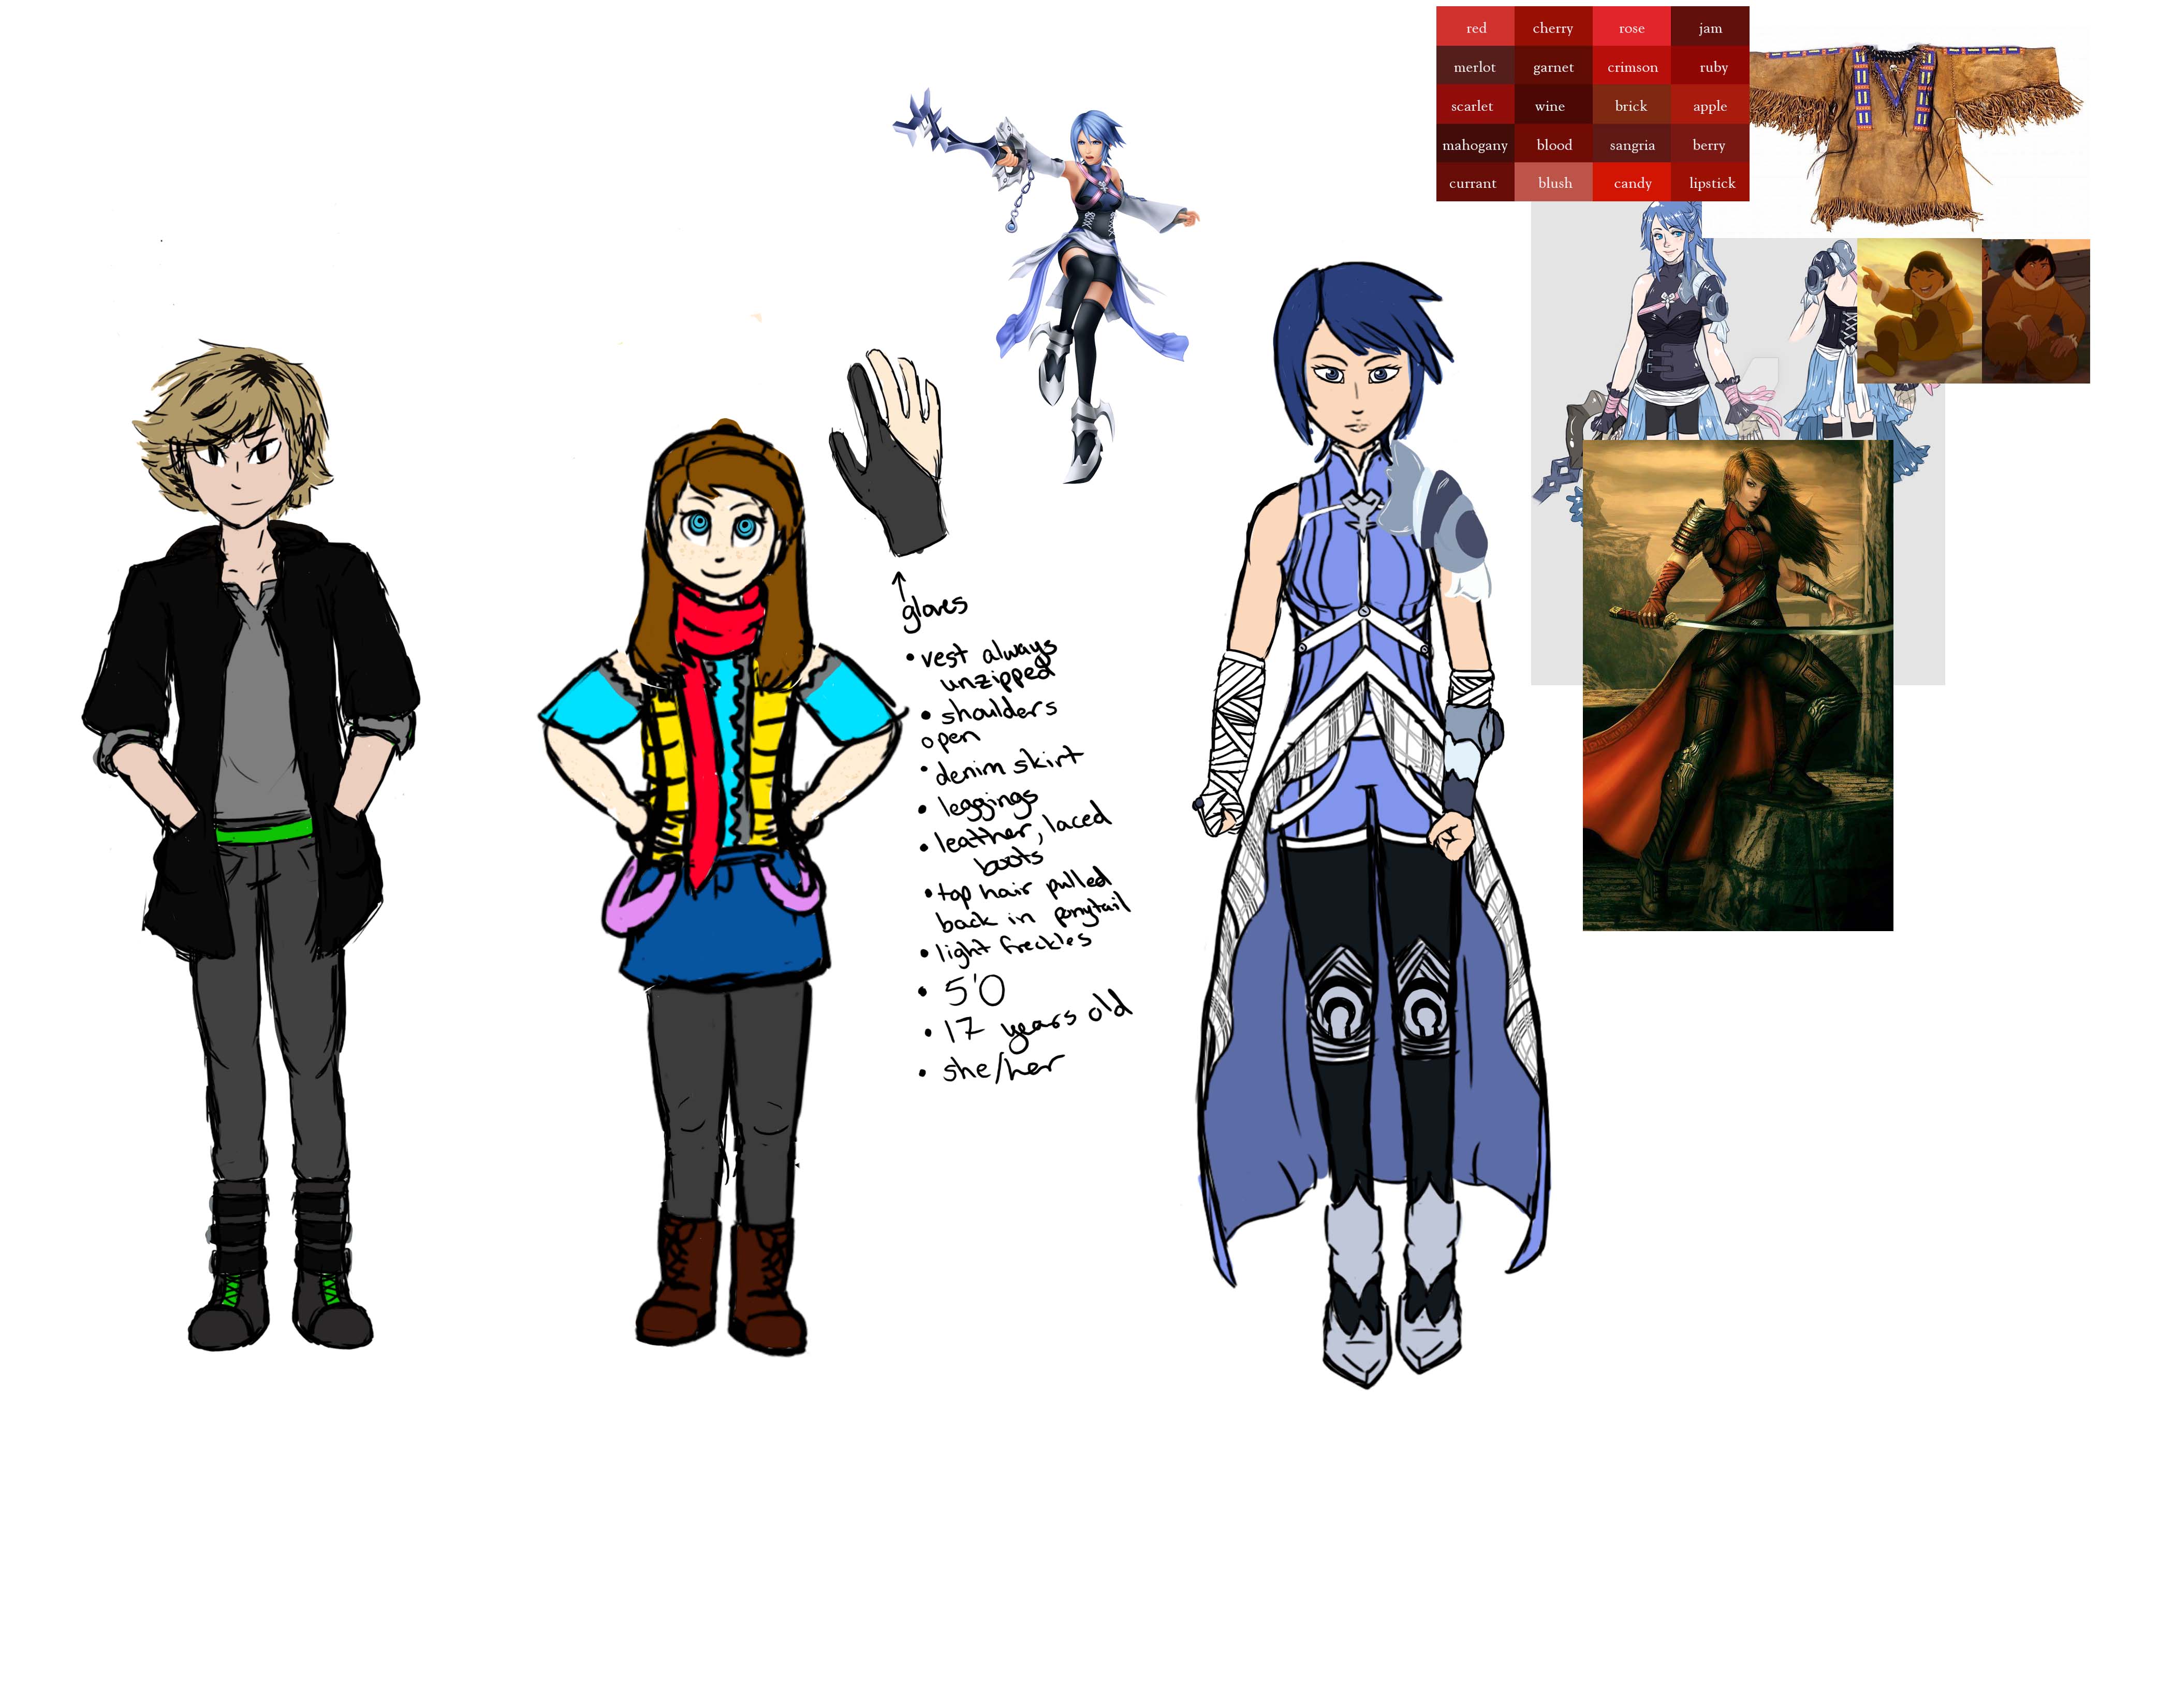 red cherry rose jam
merlot garnet crimson ruby
scarlet wine brick apple
mahogany blood sangria berry
currant blush candy lipstick
gloves
• vest always
unzipped
• shoulders
open
• denim skirt
• leggings
• leather, laced
boots
• top hair pulled
back in ponytail
• light freckles
• 5'0
• 17 years old
• she/her